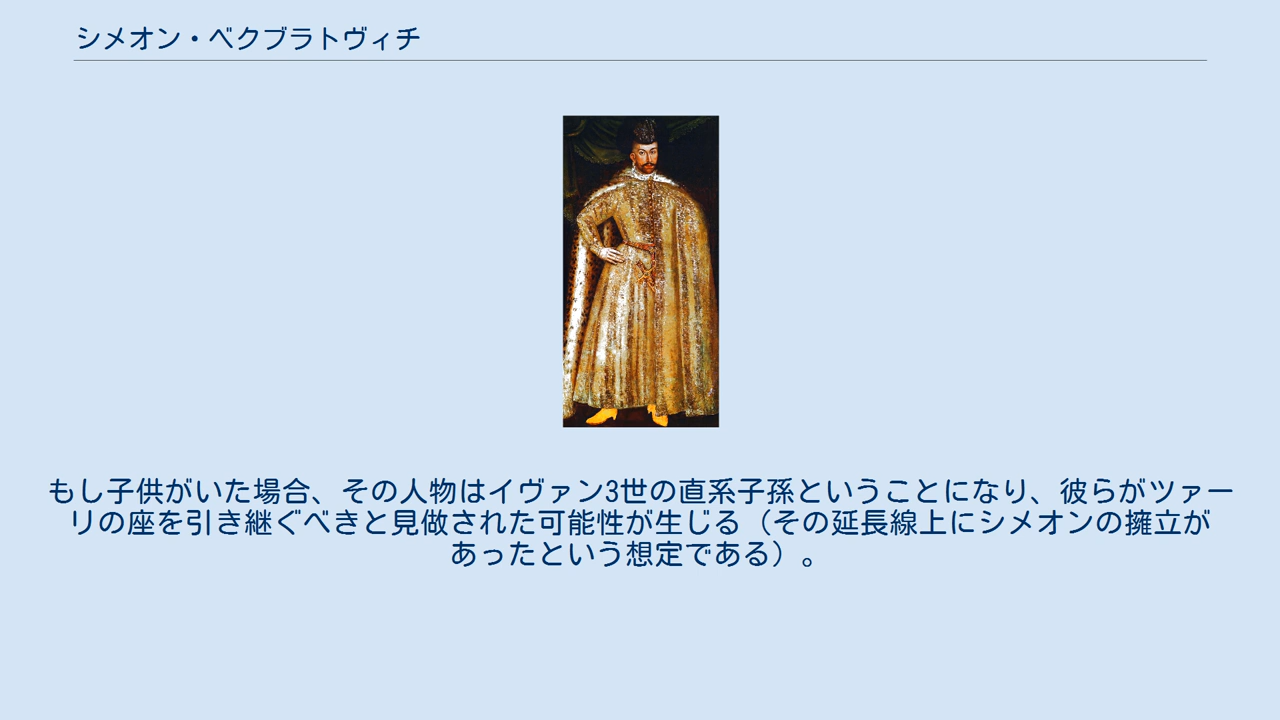 シメオン・ベクブラトヴィチ
もし子供がいた場合、その人物はイヴァン3世の直系子孫ということになり、彼らがツァー
リの座を引き継ぐべきと見做された可能性が生じる（その延長線上にシメオンの擁立が
あったという想定である）。